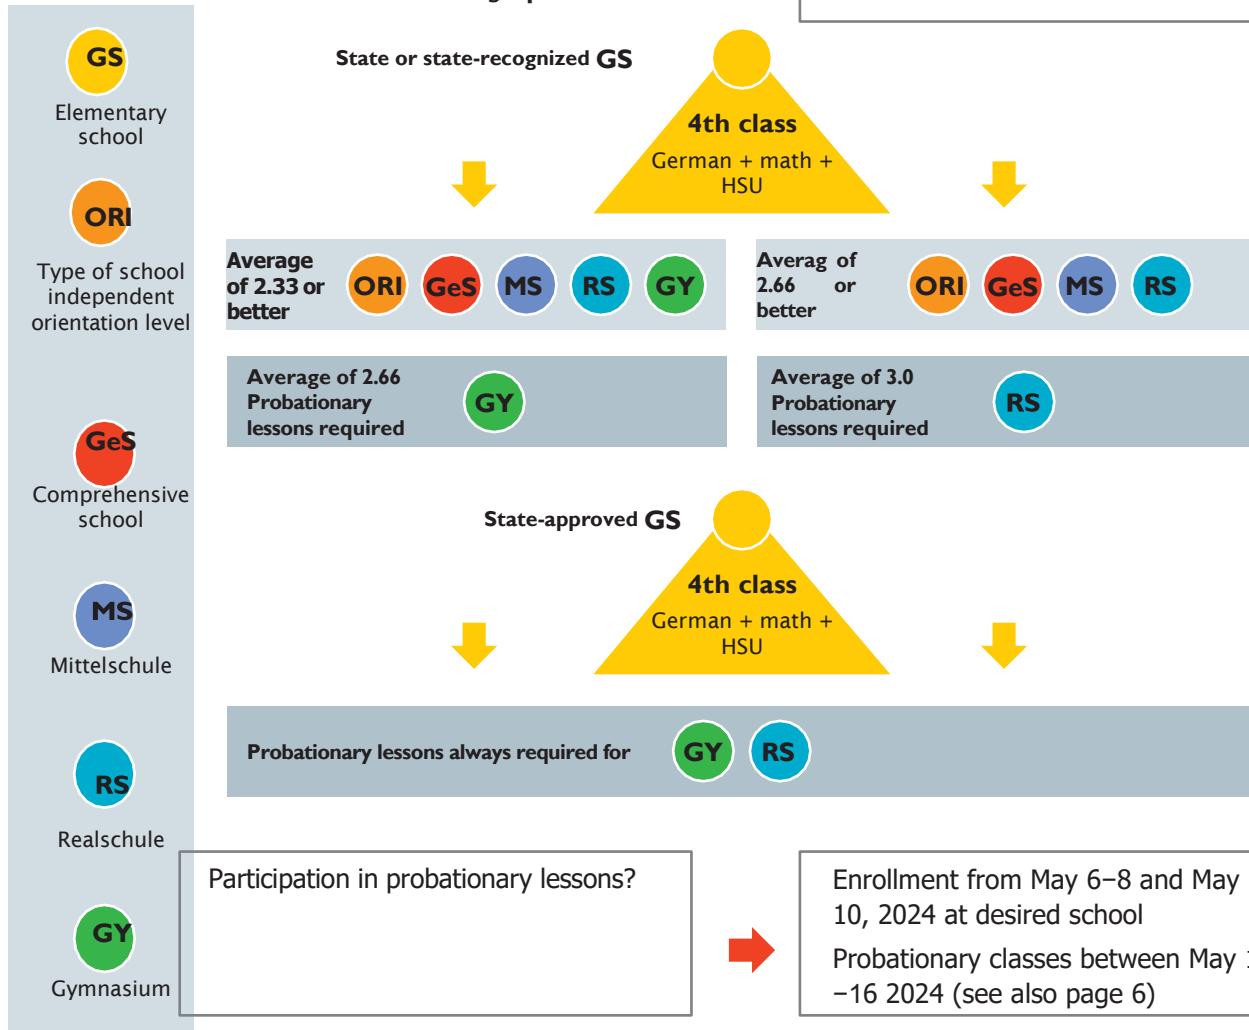 GS
Elementary
school
ORI
Type of school
independent
orientation level
GeS
Comprehensive
school
MS
Mittelschule
RS
Realschule
GY
Gymnasium
State or state-recognized GS
4th class
German + math +
HSU
Average
of 2.33 or
better
ORI GeS MS RS GY
Averag of
2.66 or
better
ORI GeS MS RS
Average of 2.66
Probationary
lessons required
GY
Average of 3.0
Probationary
lessons required
RS
State-approved GS
4th class
German + math +
HSU
Probationary lessons always required for GY RS
Participation in probationary lessons?
Enrollment from May 6–8 and May
10, 2024 at desired school
Probationary classes between May
–16 2024 (see also page 6)